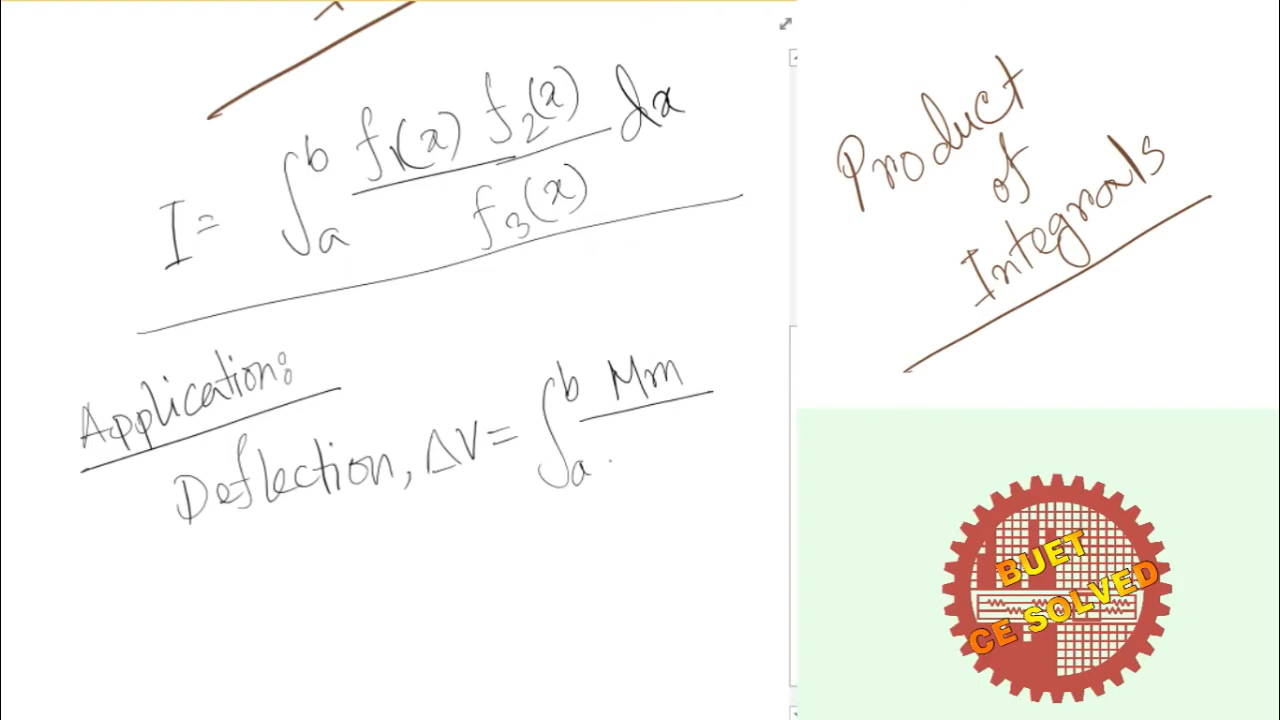 I = ∫ₐᵇ f₁(x) f₂(x) / f₃(x) dx
Application:
Deflection, ΔV = ∫ₐᵇ Mm
Product
of
Integrals
BUET
CE SOLVED